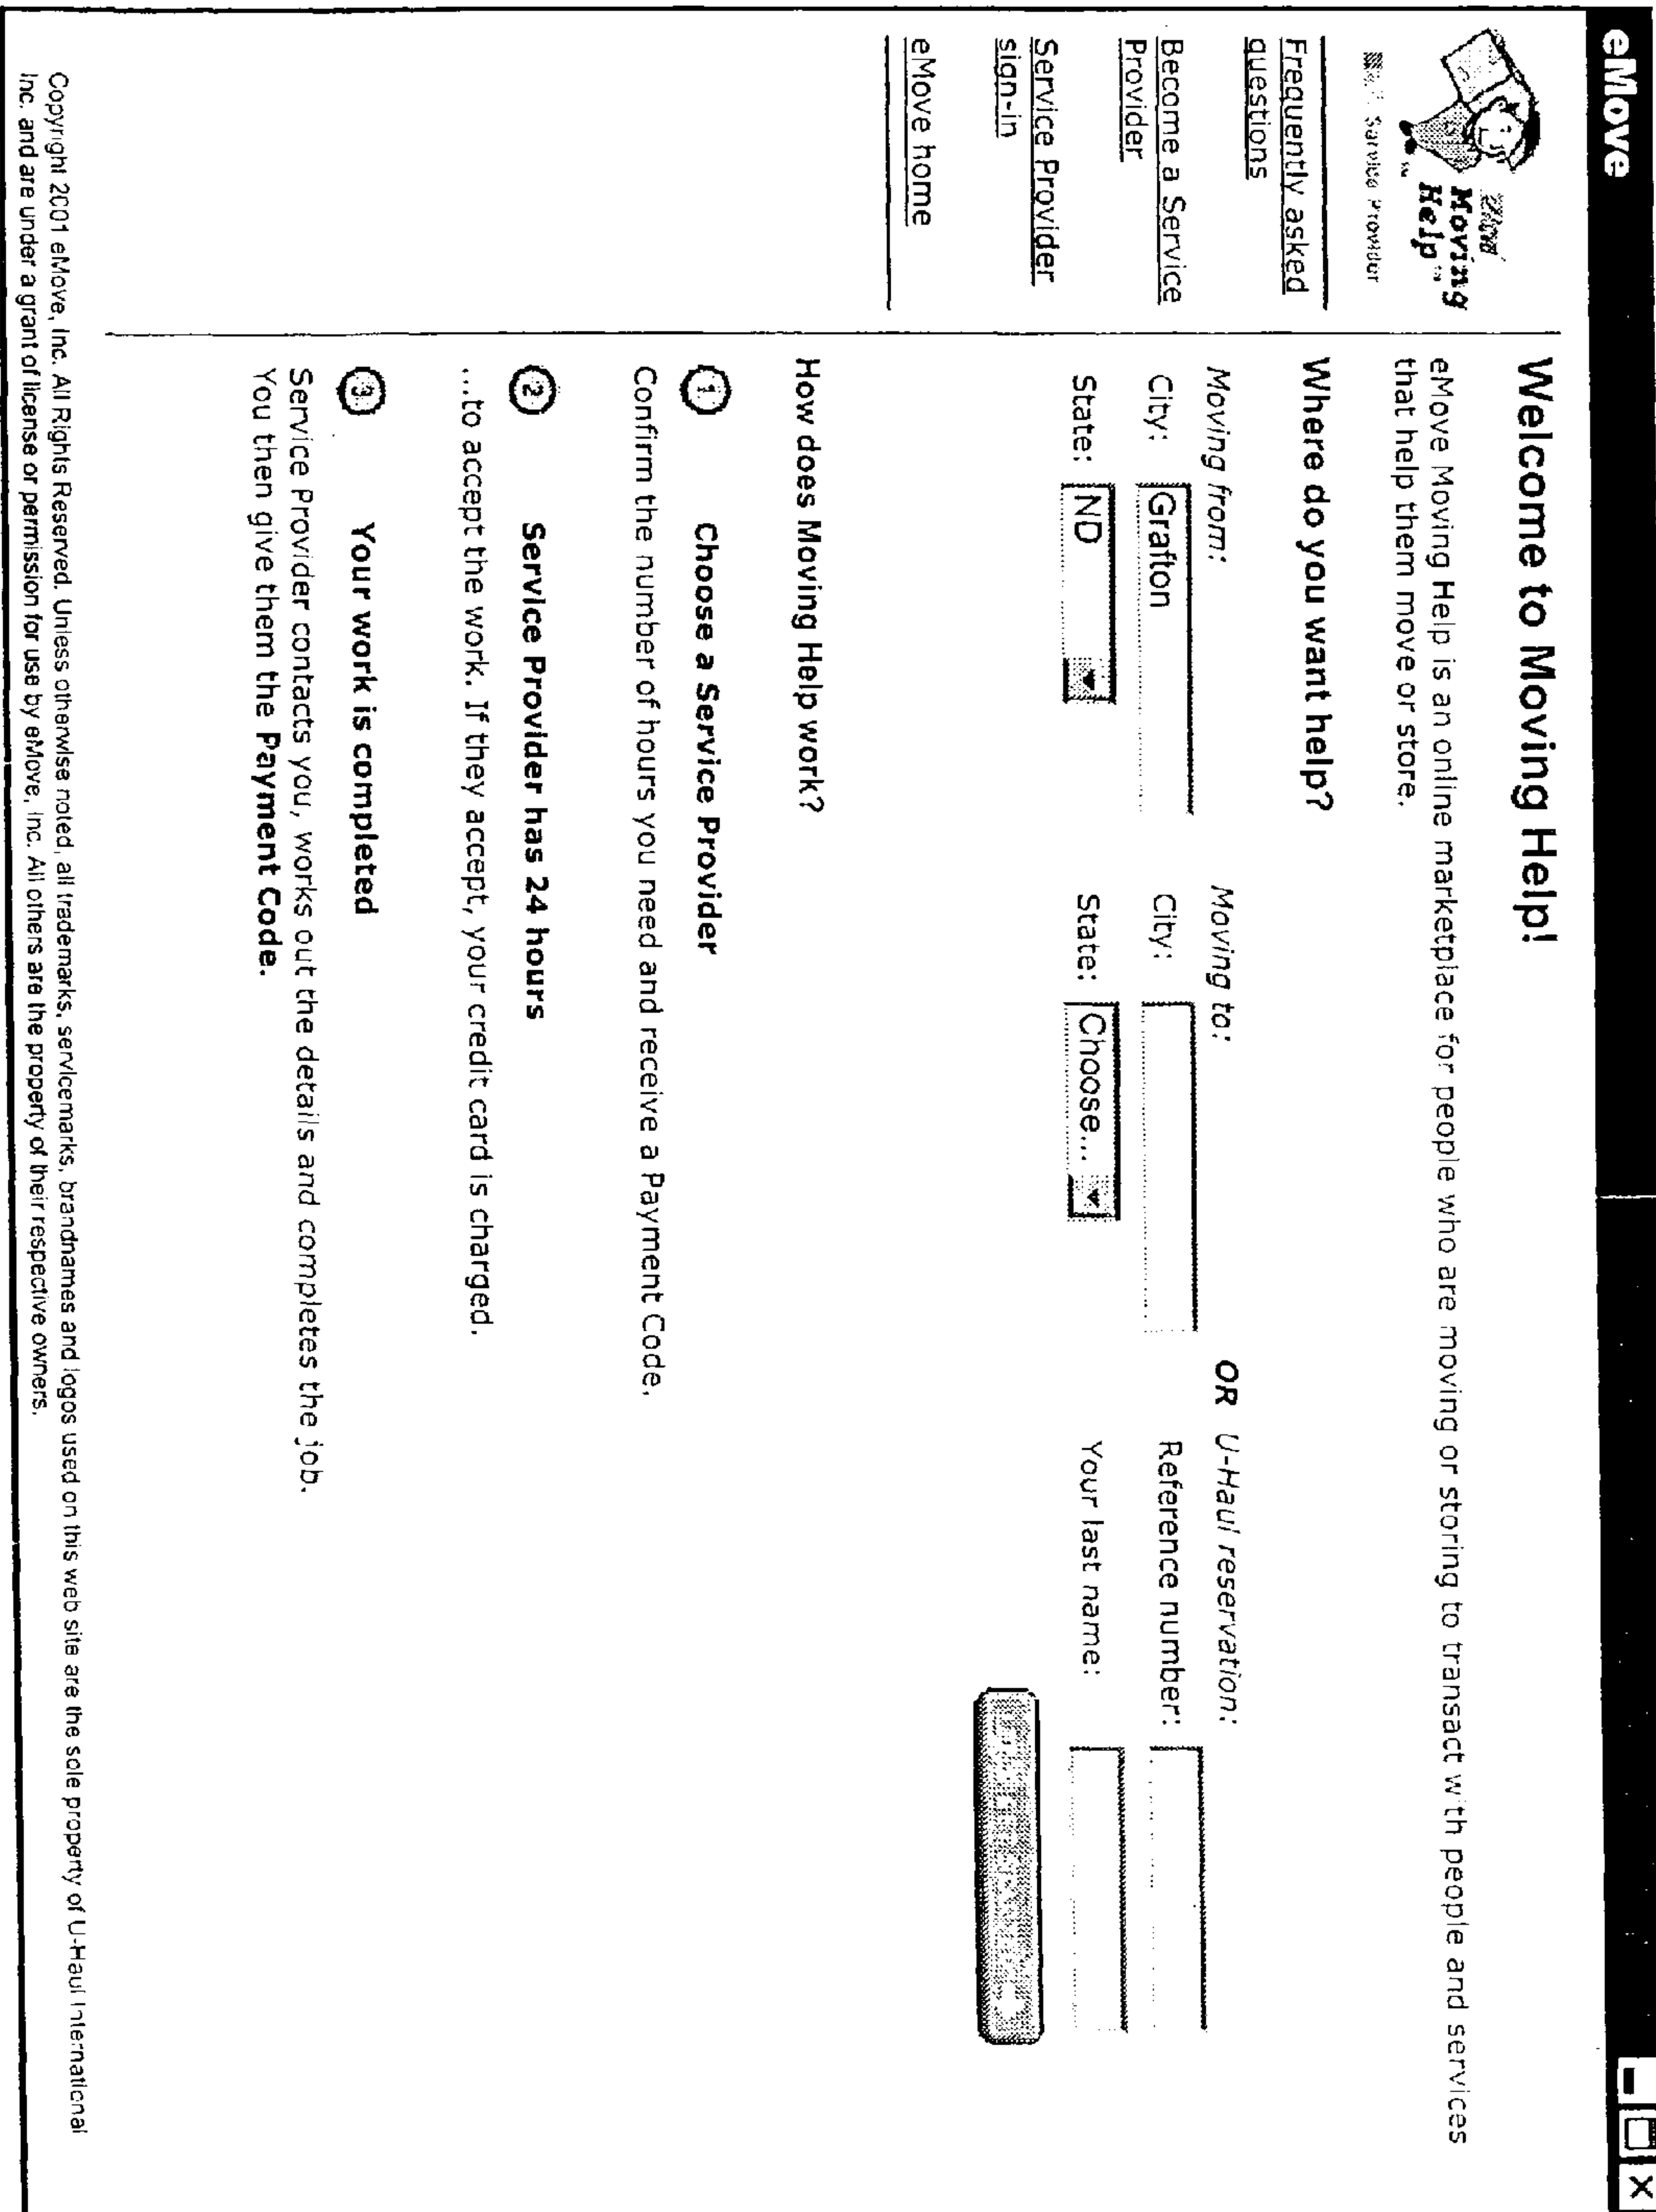 eMove
Moving
Help
Service Provider
Frequently asked
questions
Become a Service
Provider
Service Provider
sign-in
eMove home
Welcome to Moving Help!
eMove Moving Help is an online marketplace for people who are moving or storing to transact with people and services
that help them move or store.
Where do you want help?
Moving from:
City: Grafton
State: ND
Moving to:
City:
State: Choose...
OR U-Haul reservation:
Reference number:
Your last name:
How does Moving Help work?
1 Choose a Service Provider
Confirm the number of hours you need and receive a Payment Code.
2 Service Provider has 24 hours
...to accept the work. If they accept, your credit card is charged.
3 Your work is completed
Service Provider contacts you, works out the details and completes the job.
You then give them the Payment Code.
Copyright 2001 eMove, Inc. All Rights Reserved. Unless otherwise noted, all trademarks, servicemarks, brandnames and logos used on this web site are the sole property of U-Haul International
Inc. and are under a grant of license or permission for use by eMove, Inc. All others are the property of their respective owners.